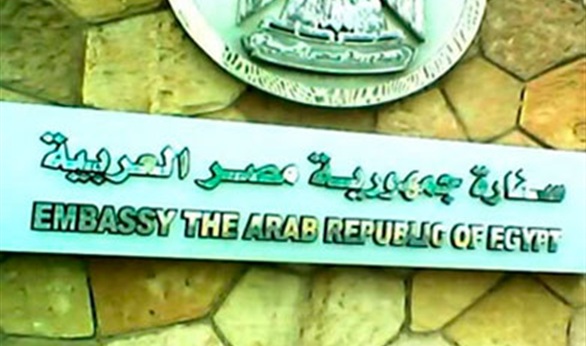 سفارة جمهورية مصر العربية
EMBASSY THE ARAB REPUBLIC OF EGYPT